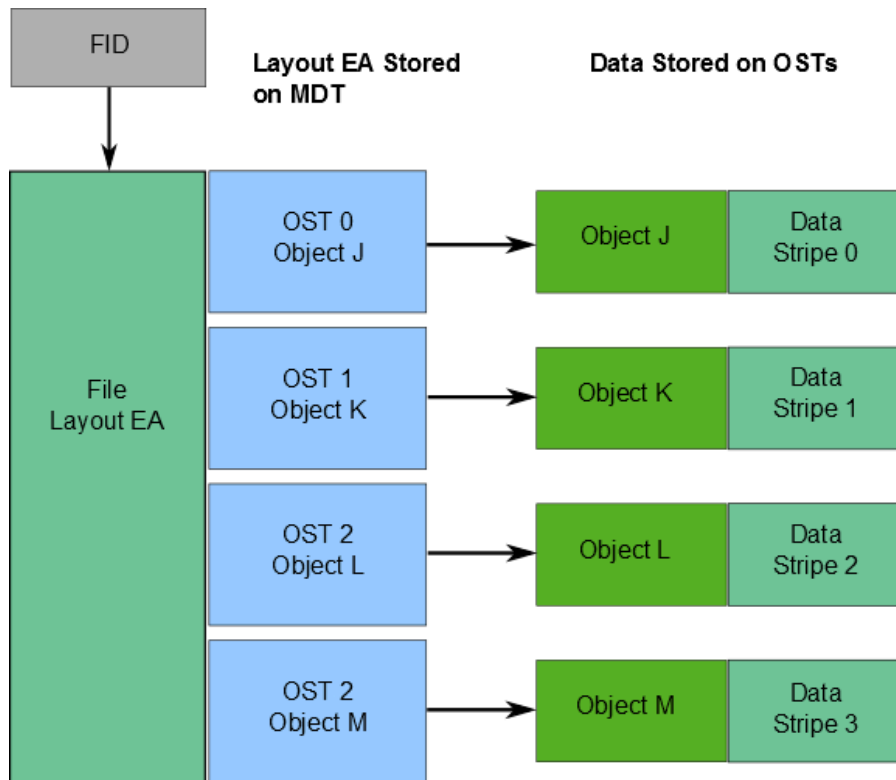 FID
Layout EA Stored
on MDT
Data Stored on OSTs
File
Layout EA
OST 0
Object J
Object J
Data
Stripe 0
OST 1
Object K
Object K
Data
Stripe 1
OST 2
Object L
Object L
Data
Stripe 2
OST 2
Object M
Object M
Data
Stripe 3